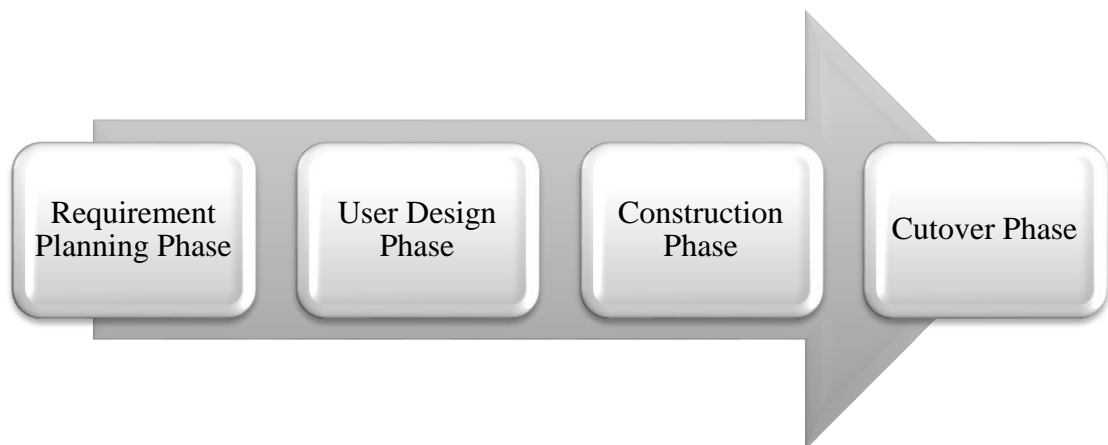 Requirement
Planning Phase
User Design
Phase
Construction
Phase
Cutover Phase